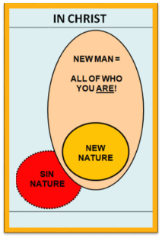 IN CHRIST
NEW MAN =
ALL OF WHO
YOU ARE!
NEW
NATURE
SIN
NATURE